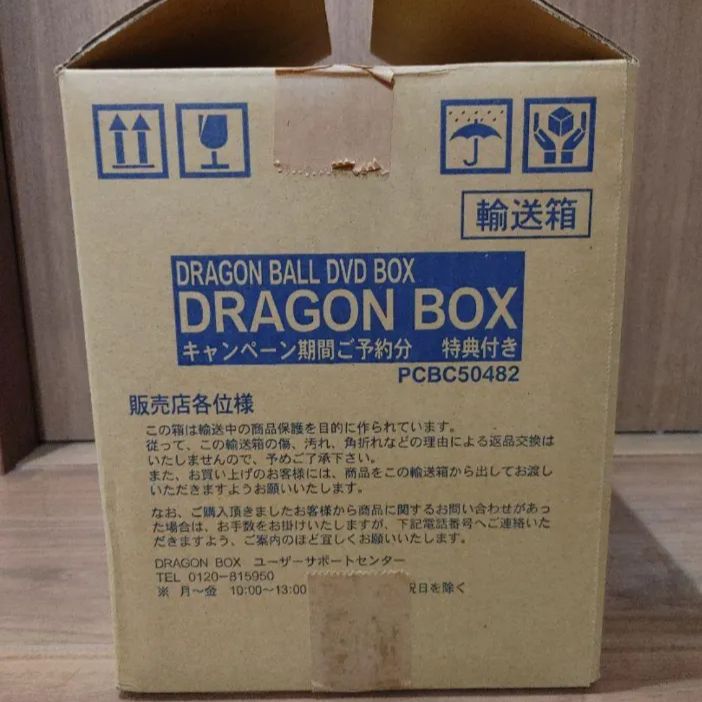 輸送箱
DRAGON BALL DVD BOX
DRAGON BOX
キャンペーン期間ご予約分 特典付き
PCBC50482
販売店各位様
この箱は輸送中の商品保護を目的に作られています。
従って、この輸送箱の傷、汚れ、角折れなどの理由による返品交換は
いたしませんので、予めご了承下さい。
また、お買い上げのお客様には、商品をこの輸送箱から出してお渡し
いただきますようお願いいたします。
なお、ご購入頂きましたお客様から商品に関するお問い合わせがあっ
た場合は、お手数をお掛けいたしますが、下記電話番号へご連絡いた
だきますよう、ご案内のほど宜しくお願いいたします。
DRAGON BOX ユーザーサポートセンター
TEL 0120-815950
※ 月〜金 10:00〜13:00 祝日を除く